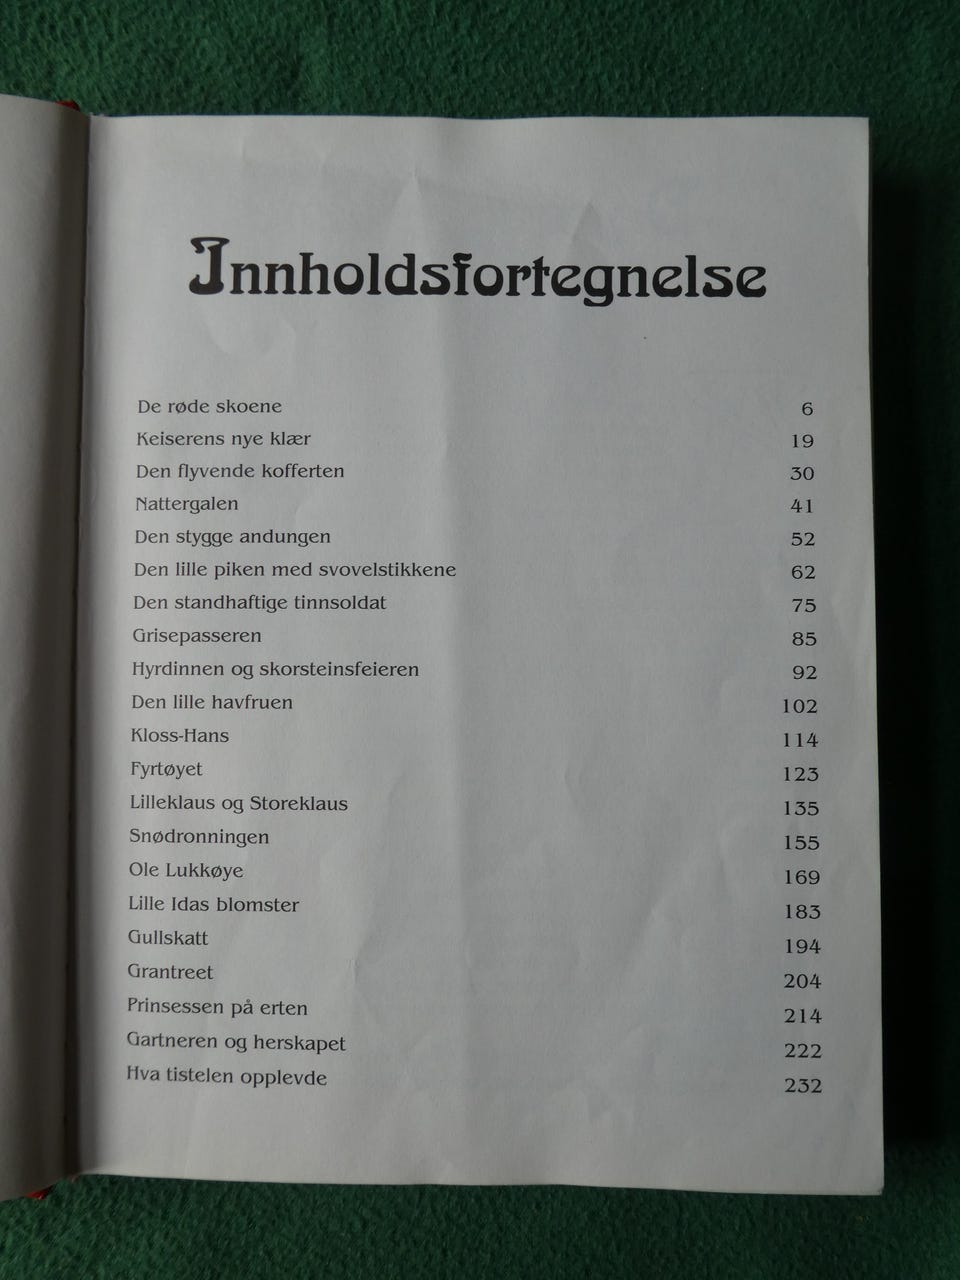 Innholdsfortegnelse
De røde skoene 6
Keiserens nye klær 19
Den flyvende kofferten 30
Nattergalen 41
Den stygge andungen 52
Den lille piken med svovelstikkene 62
Den standhaftige tinnsoldat 75
Grisepasseren 85
Hyrdinnen og skorsteinsfeieren 92
Den lille havfruen 102
Kloss-Hans 114
Fyrtøyet 123
Lilleklaus og Storeklaus 135
Snødronningen 155
Ole Lukkøye 169
Lille Idas blomster 183
Gullskatt 194
Grantreet 204
Prinsessen på erten 214
Gartneren og herskapet 222
Hva tistelen opplevde 232